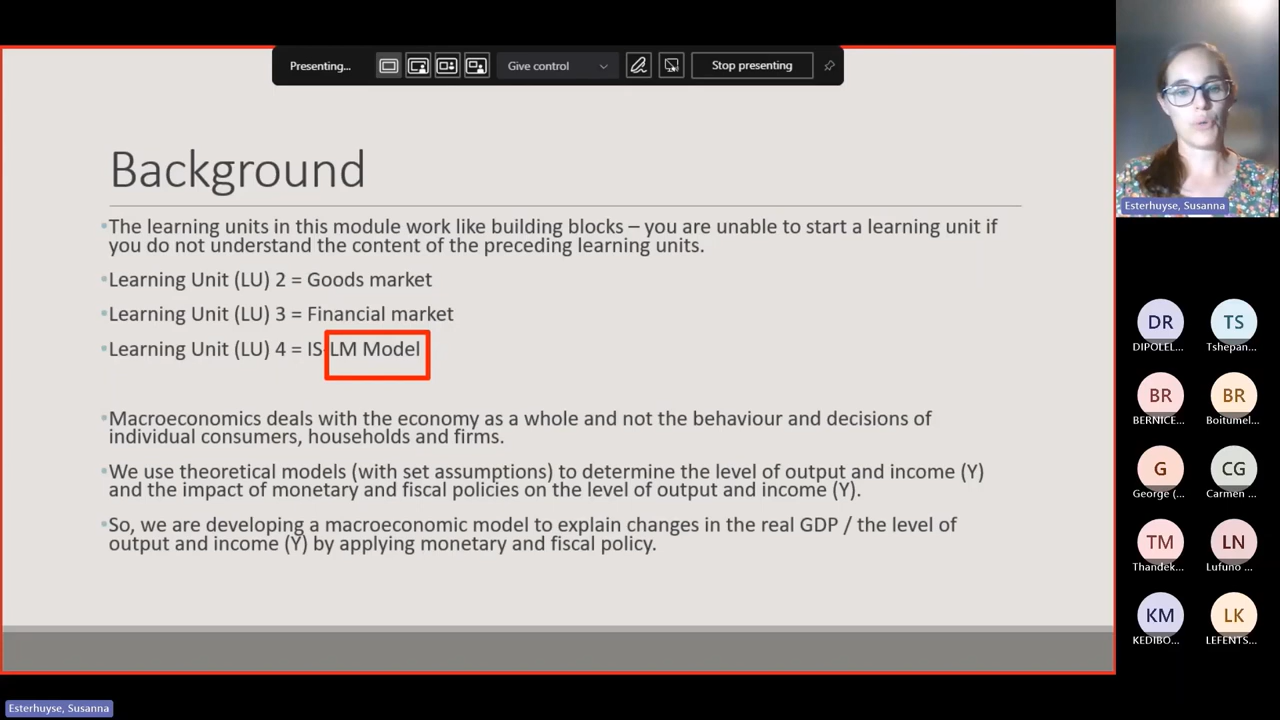 Presenting...
Give control
Stop presenting
Background
•The learning units in this module work like building blocks – you are unable to start a learning unit if
you do not understand the content of the preceding learning units.
•Learning Unit (LU) 2 = Goods market
•Learning Unit (LU) 3 = Financial market
•Learning Unit (LU) 4 = IS-LM Model
•Macroeconomics deals with the economy as a whole and not the behaviour and decisions of
individual consumers, households and firms.
•We use theoretical models (with set assumptions) to determine the level of output and income (Y)
and the impact of monetary and fiscal policies on the level of output and income (Y).
•So, we are developing a macroeconomic model to explain changes in the real GDP / the level of
output and income (Y) by applying monetary and fiscal policy.
Esterhuyse, Susanna
DR TS
DIPOLEL... Tshepan...
BR BR
BERNICE... Boitumel...
G CG
George (... Carmen ...
TM LN
Thandek... Lufuno ...
KM LK
KEDIBO... LEFENTS...
Esterhuyse, Susanna